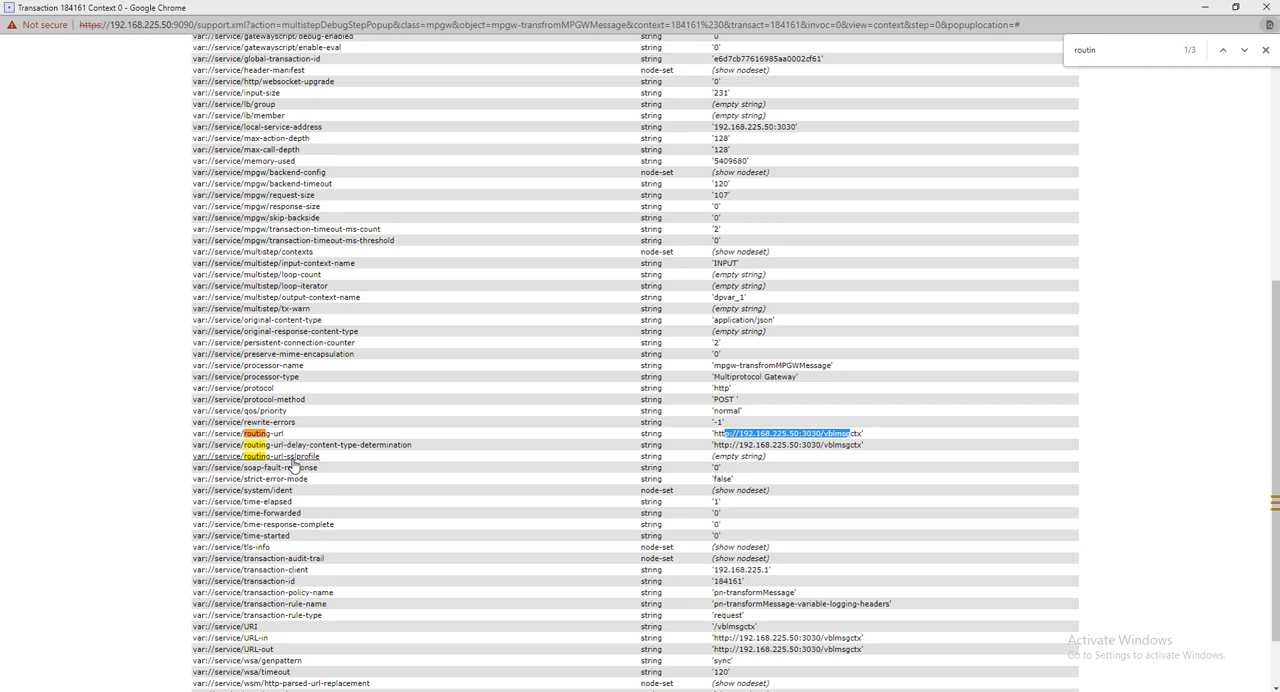 Transaction 184161 Context 0 - Google Chrome
Not secure | https://192.168.225.50:9090/support.xml?action=multistepDebugStepPopup&class=mpgw&object=mpgw-transfromMPGWMessage&context=184161%230&transact=184161&invoc=0&view=context&step=0&popuplocation=#
routin 1/3
var://service/gatewayscript/debug-enabled string '0'
var://service/gatewayscript/enable-eval string '0'
var://service/global-transaction-id string 'e6d7cb77616985aa0002cf61'
var://service/header-manifest node-set (show nodeset)
var://service/http/websocket-upgrade string '0'
var://service/input-size string '231'
var://service/lb/group string (empty string)
var://service/lb/member string (empty string)
var://service/local-service-address string '192.168.225.50:3030'
var://service/max-action-depth string '128'
var://service/max-call-depth string '128'
var://service/memory-used string '5409680'
var://service/mpgw/backend-config node-set (show nodeset)
var://service/mpgw/backend-timeout string '120'
var://service/mpgw/request-size string '107'
var://service/mpgw/response-size string '0'
var://service/mpgw/skip-backside string '0'
var://service/mpgw/transaction-timeout-ms-count string '2'
var://service/mpgw/transaction-timeout-ms-threshold string '0'
var://service/multistep/contexts node-set (show nodeset)
var://service/multistep/input-context-name string 'INPUT'
var://service/multistep/loop-count string (empty string)
var://service/multistep/loop-iterator string (empty string)
var://service/multistep/output-context-name string 'dpvar_1'
var://service/multistep/tx-warn string (empty string)
var://service/original-content-type string 'application/json'
var://service/original-response-content-type string (empty string)
var://service/persistent-connection-counter string '2'
var://service/preserve-mime-encapsulation string '0'
var://service/processor-name string 'mpgw-transfromMPGWMessage'
var://service/processor-type string 'Multiprotocol Gateway'
var://service/protocol string 'http'
var://service/protocol-method string 'POST '
var://service/qos/priority string 'normal'
var://service/rewrite-errors string '-1'
var://service/routing-url string 'http://192.168.225.50:3030/vblmsgctx'
var://service/routing-url-delay-content-type-determination string 'http://192.168.225.50:3030/vblmsgctx'
var://service/routing-url-sslprofile string (empty string)
var://service/soap-fault-response string '0'
var://service/strict-error-mode string 'false'
var://service/system/ident node-set (show nodeset)
var://service/time-elapsed string '1'
var://service/time-forwarded string '0'
var://service/time-response-complete string '0'
var://service/time-started string '0'
var://service/tls-info node-set (show nodeset)
var://service/transaction-audit-trail node-set (show nodeset)
var://service/transaction-client string '192.168.225.1'
var://service/transaction-id string '184161'
var://service/transaction-policy-name string 'pn-transformMessage'
var://service/transaction-rule-name string 'pn-transformMessage-variable-logging-headers'
var://service/transaction-rule-type string 'request'
var://service/URI string '/vblmsgctx'
var://service/URL-in string 'http://192.168.225.50:3030/vblmsgctx'
var://service/URL-out string 'http://192.168.225.50:3030/vblmsgctx'
var://service/wsa/genpattern string 'sync'
var://service/wsa/timeout string '120'
var://service/wsm/http-parsed-url-replacement node-set (show nodeset)
Activate Windows
Go to Settings to activate Windows.